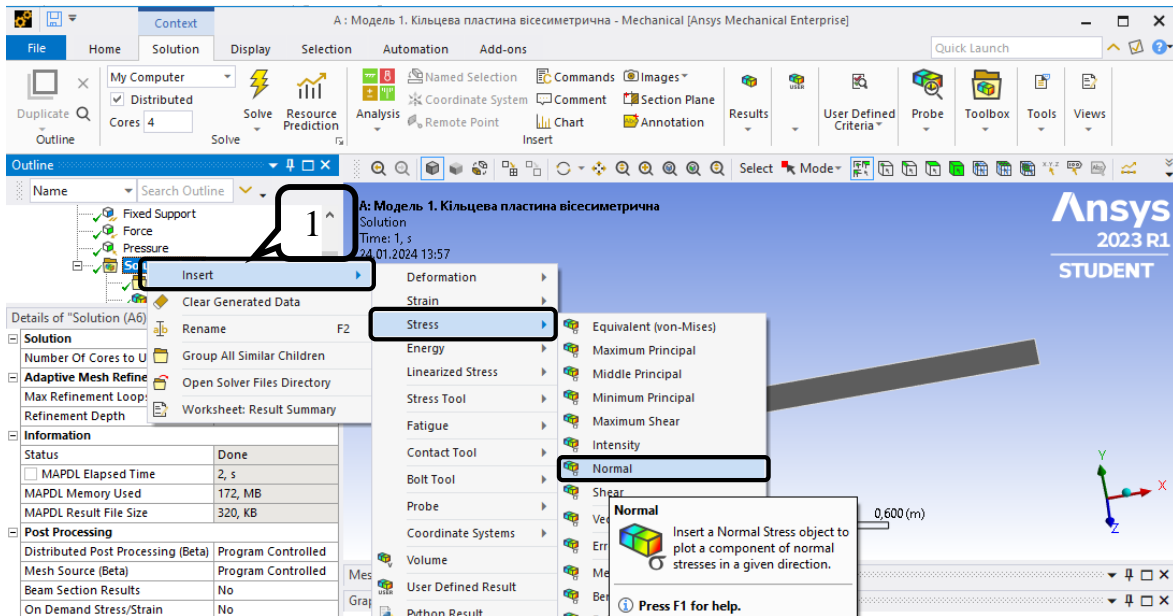 Context
A : Модель 1. Кільцева пластина вісесиметрична - Mechanical [Ansys Mechanical Enterprise]
File Home Solution Display Selection Automation Add-ons Quick Launch
My Computer
Distributed
Cores 4
Duplicate
Outline
Solve
Resource Prediction
Solve
Analysis
Named Selection
Coordinate System
Remote Point
Commands
Comment
Chart
Images
Section Plane
Annotation
Insert
Results
USER
User Defined Criteria
Probe
Toolbox
Tools
Views
Outline
Name Search Outline
Select Mode
Fixed Support
Force
Pressure
1
Insert
Clear Generated Data
Rename F2
Group All Similar Children
Open Solver Files Directory
Worksheet: Result Summary
A: Модель 1. Кільцева пластина вісесиметрична
Solution
Time: 1, s
24.01.2024 13:57
Ansys
2023 R1
STUDENT
Deformation
Strain
Stress
Energy
Linearized Stress
Stress Tool
Fatigue
Contact Tool
Bolt Tool
Probe
Coordinate Systems
Volume
User Defined Result
Python Result
Equivalent (von-Mises)
Maximum Principal
Middle Principal
Minimum Principal
Maximum Shear
Intensity
Normal
Shear
Normal
Insert a Normal Stress object to
plot a component of normal
stresses in a given direction.
Press F1 for help.
0,600 (m)
Y
X
Z
Details of "Solution (A6)
Solution
Number Of Cores to U
Adaptive Mesh Refine
Max Refinement Loops
Refinement Depth
Information
Status Done
MAPDL Elapsed Time 2, s
MAPDL Memory Used 172, MB
MAPDL Result File Size 320, KB
Post Processing
Distributed Post Processing (Beta) Program Controlled
Mesh Source (Beta) Program Controlled
Beam Section Results No
On Demand Stress/Strain No